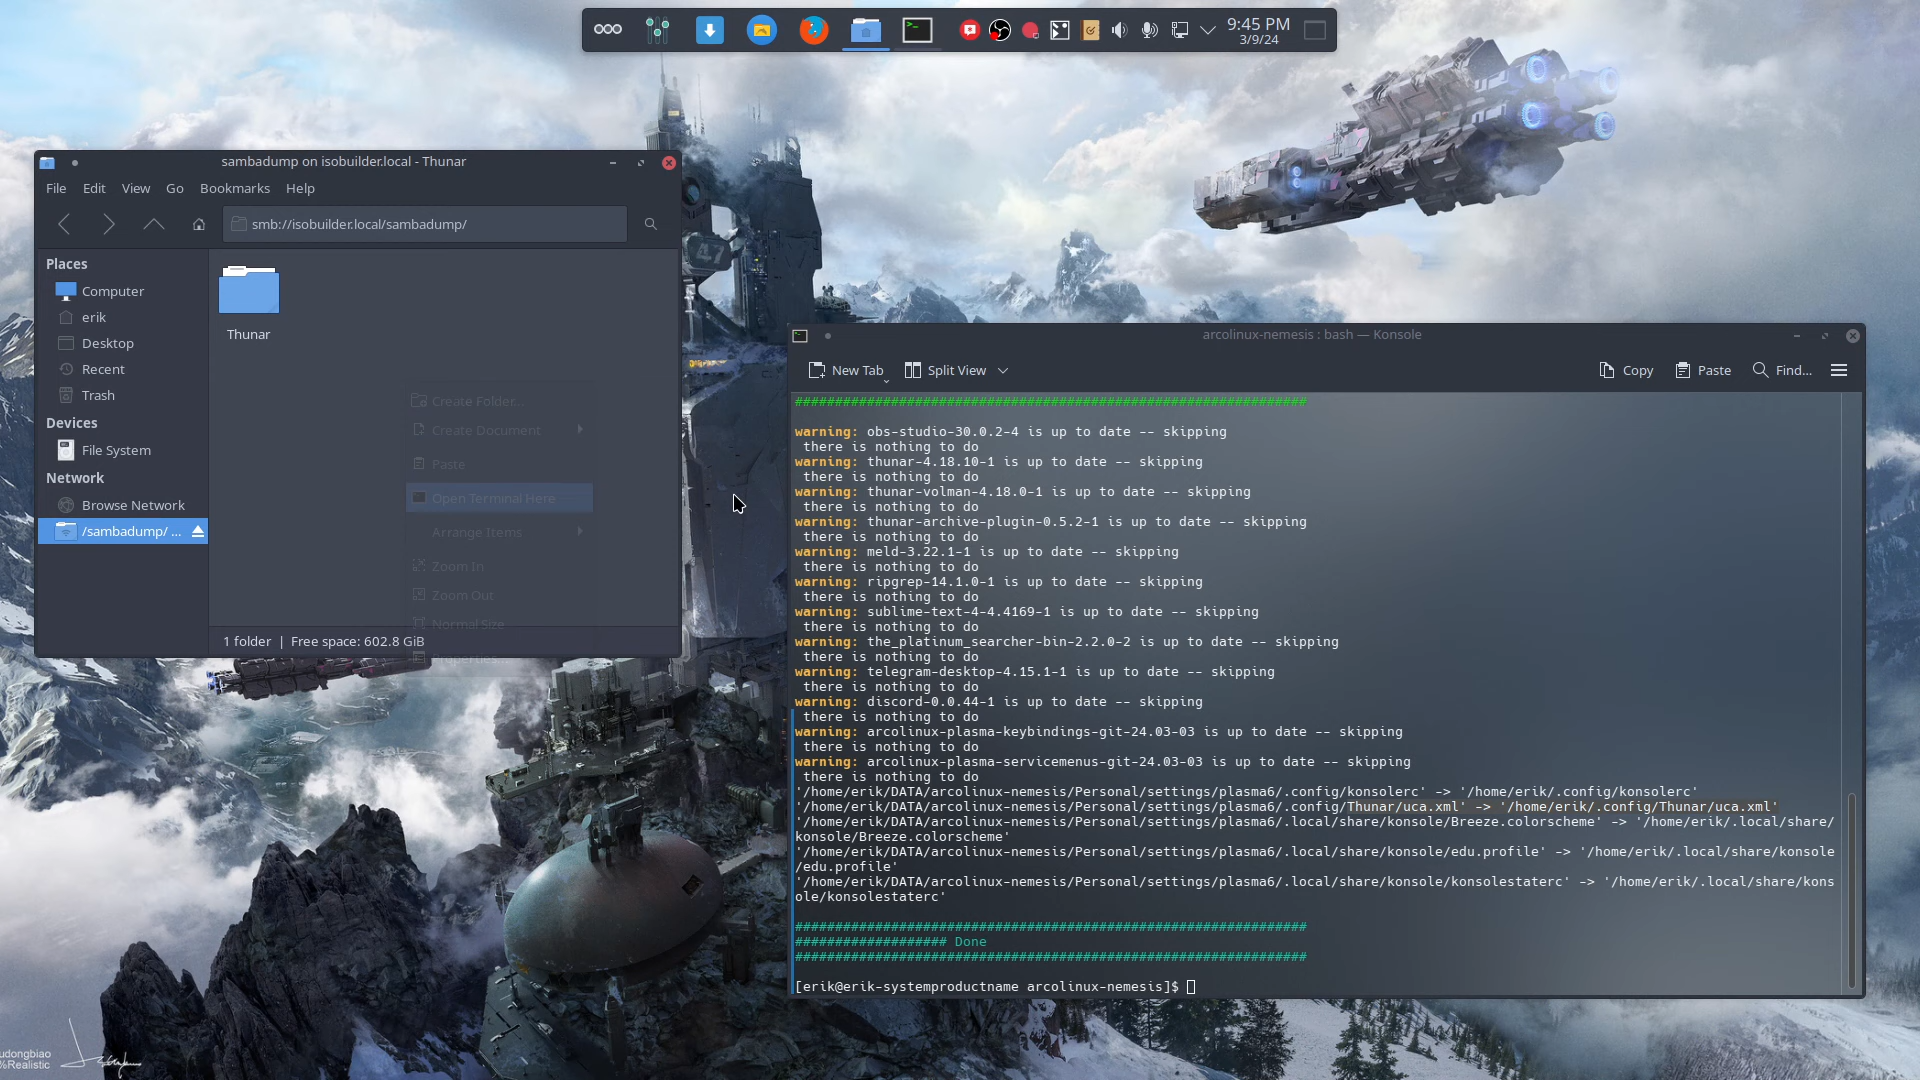 9:45 PM
3/9/24
sambadump on isobuilder.local - Thunar
File Edit View Go Bookmarks Help
smb://isobuilder.local/sambadump/
Places
Computer
erik
Desktop
Recent
Trash
Devices
File System
Network
Browse Network
/sambadump/ ...
Thunar
Create Folder...
Create Document
Paste
Open Terminal Here
Arrange Items
Zoom In
Zoom Out
Normal Size
Properties...
1 folder | Free space: 602.8 GiB
47
arcolinux-nemesis : bash — Konsole
New Tab Split View Copy Paste Find...
################################################################
warning: obs-studio-30.0.2-4 is up to date -- skipping
there is nothing to do
warning: thunar-4.18.10-1 is up to date -- skipping
there is nothing to do
warning: thunar-volman-4.18.0-1 is up to date -- skipping
there is nothing to do
warning: thunar-archive-plugin-0.5.2-1 is up to date -- skipping
there is nothing to do
warning: meld-3.22.1-1 is up to date -- skipping
there is nothing to do
warning: ripgrep-14.1.0-1 is up to date -- skipping
there is nothing to do
warning: sublime-text-4-4.4169-1 is up to date -- skipping
there is nothing to do
warning: the_platinum_searcher-bin-2.2.0-2 is up to date -- skipping
there is nothing to do
warning: telegram-desktop-4.15.1-1 is up to date -- skipping
there is nothing to do
warning: discord-0.0.44-1 is up to date -- skipping
there is nothing to do
warning: arcolinux-plasma-keybindings-git-24.03-03 is up to date -- skipping
there is nothing to do
warning: arcolinux-plasma-servicemenus-git-24.03-03 is up to date -- skipping
there is nothing to do
'/home/erik/DATA/arcolinux-nemesis/Personal/settings/plasma6/.config/konsolerc' -> '/home/erik/.config/konsolerc'
'/home/erik/DATA/arcolinux-nemesis/Personal/settings/plasma6/.config/Thunar/uca.xml' -> '/home/erik/.config/Thunar/uca.xml'
'/home/erik/DATA/arcolinux-nemesis/Personal/settings/plasma6/.local/share/konsole/Breeze.colorscheme' -> '/home/erik/.local/share/
konsole/Breeze.colorscheme'
'/home/erik/DATA/arcolinux-nemesis/Personal/settings/plasma6/.local/share/konsole/edu.profile' -> '/home/erik/.local/share/konsole
/edu.profile'
'/home/erik/DATA/arcolinux-nemesis/Personal/settings/plasma6/.local/share/konsole/konsolestaterc' -> '/home/erik/.local/share/kons
ole/konsolestaterc'
################################################################
################### Done
################################################################
[erik@erik-systemproductname arcolinux-nemesis]$
udongbiao
%Realistic